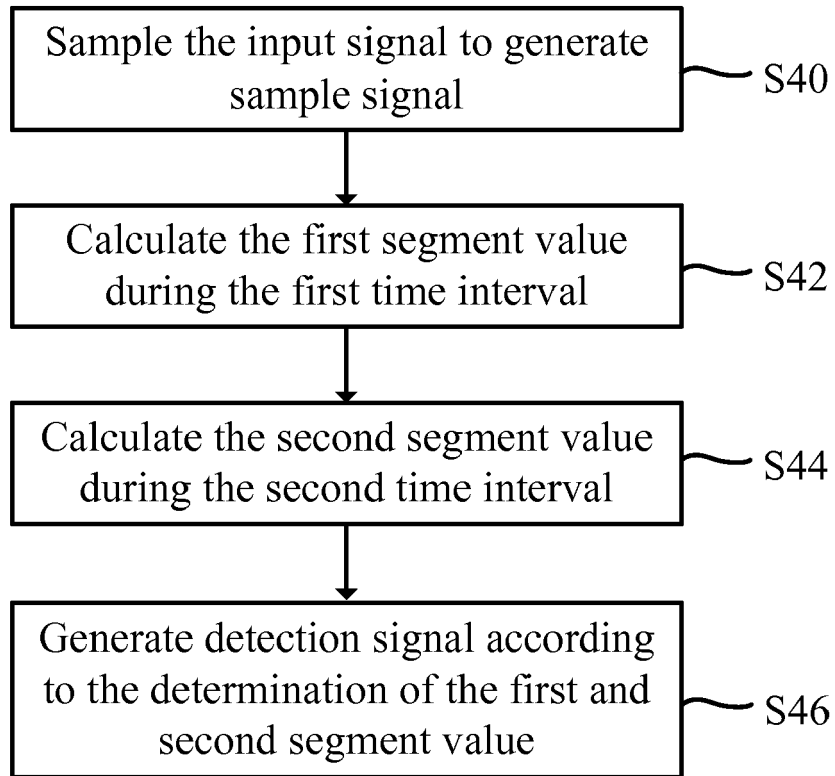 Sample the input signal to generate
sample signal
S40
Calculate the first segment value
during the first time interval
S42
Calculate the second segment value
during the second time interval
S44
Generate detection signal according
to the determination of the first and
second segment value
S46